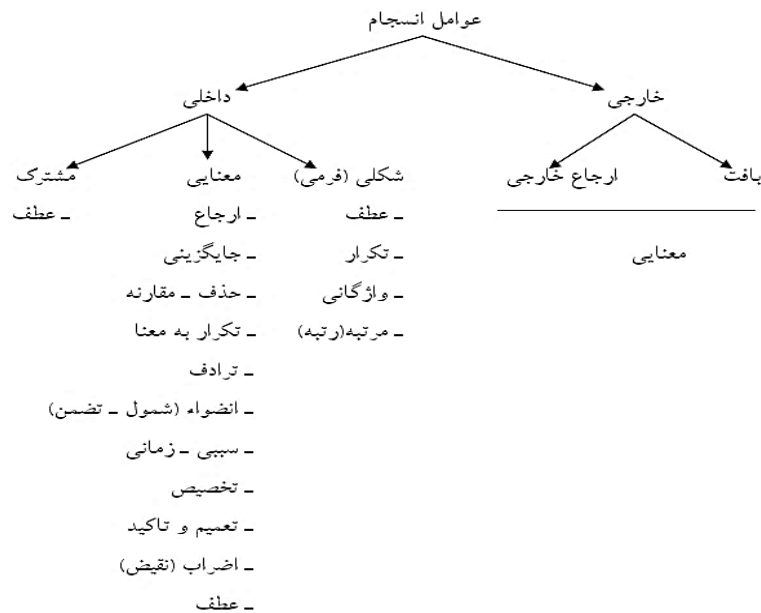 عوامل انسجام
خارجی
داخلی
بافت
ارجاع خارجی
معنایی
شکلی (فرمی)
ـ عطف
ـ تکرار
ـ واژگانی
ـ مرتبه(رتبه)
معنایی
ـ ارجاع
ـ جایگزینی
ـ حذف ـ مقارنه
ـ تکرار به معنا
ـ ترادف
ـ انضواء (شمول ـ تضمن)
ـ سببی ـ زمانی
ـ تخصیص
ـ تعمیم و تاکید
ـ اضراب (نقیض)
ـ عطف
مشترک
ـ عطف